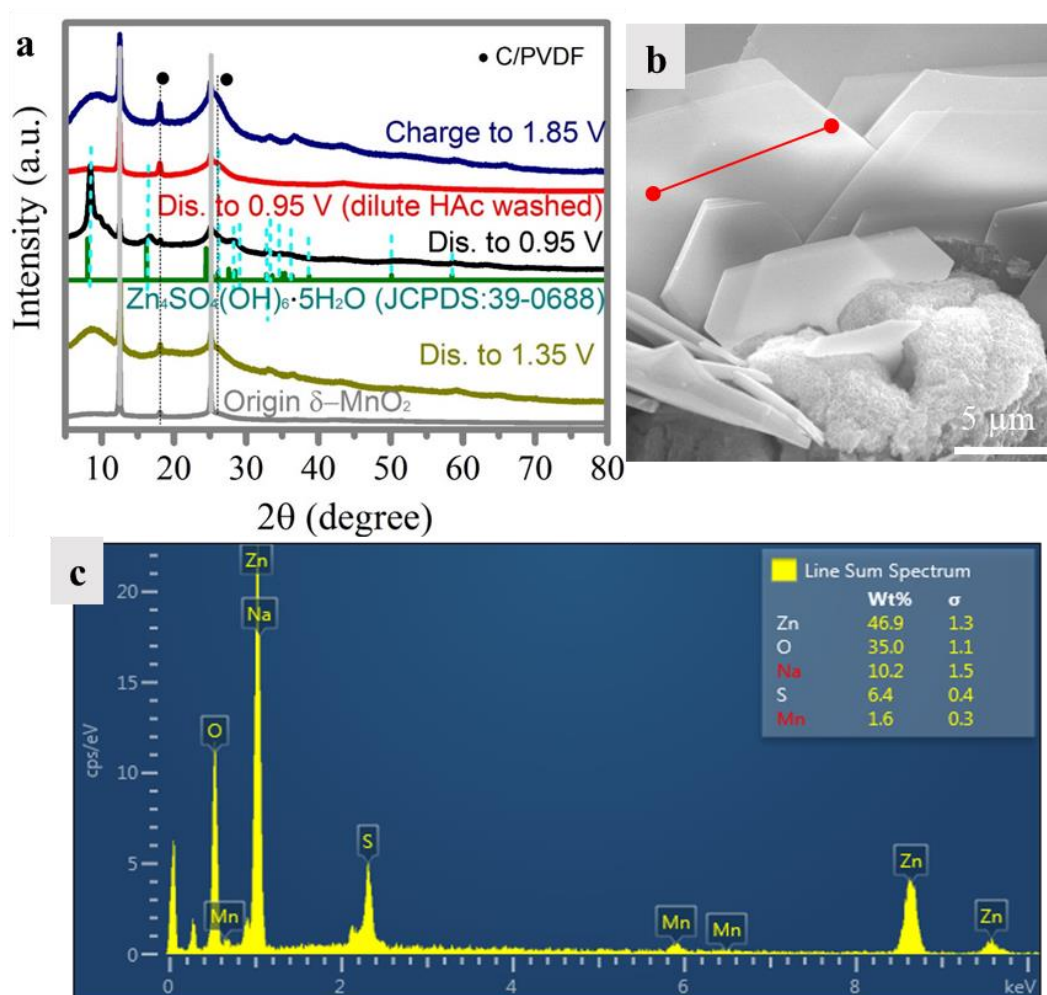 a
• C/PVDF
Charge to 1.85 V
Dis. to 0.95 V (dilute HAc washed)
Dis. to 0.95 V
Zn₄SO₄(OH)₆·5H₂O (JCPDS:39-0688)
Dis. to 1.35 V
Origin δ–MnO₂
Intensity (a.u.)
10 20 30 40 50 60 70 80
2θ (degree)
b
5 μm
c
Zn
Na
O
Mn
S
Mn
Mn
Zn
Zn
Line Sum Spectrum
Wt% σ
Zn 46.9 1.3
O 35.0 1.1
Na 10.2 1.5
S 6.4 0.4
Mn 1.6 0.3
cps/eV
20
15
10
5
0
0 2 4 6 8 keV